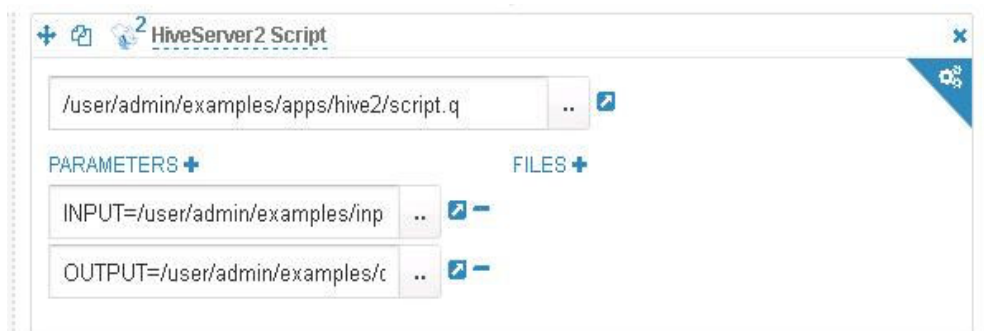 2 HiveServer2 Script
/user/admin/examples/apps/hive2/script.q ..
PARAMETERS FILES
INPUT=/user/admin/examples/inp ..
OUTPUT=/user/admin/examples/c ..